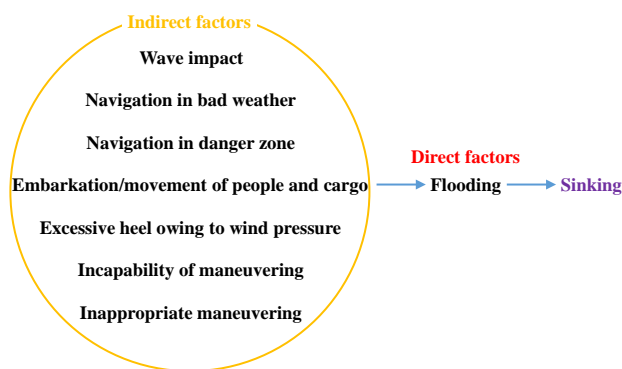 Indirect factors
Wave impact
Navigation in bad weather
Navigation in danger zone
Embarkation/movement of people and cargo
Excessive heel owing to wind pressure
Incapability of maneuvering
Inappropriate maneuvering
Direct factors
Flooding
Sinking